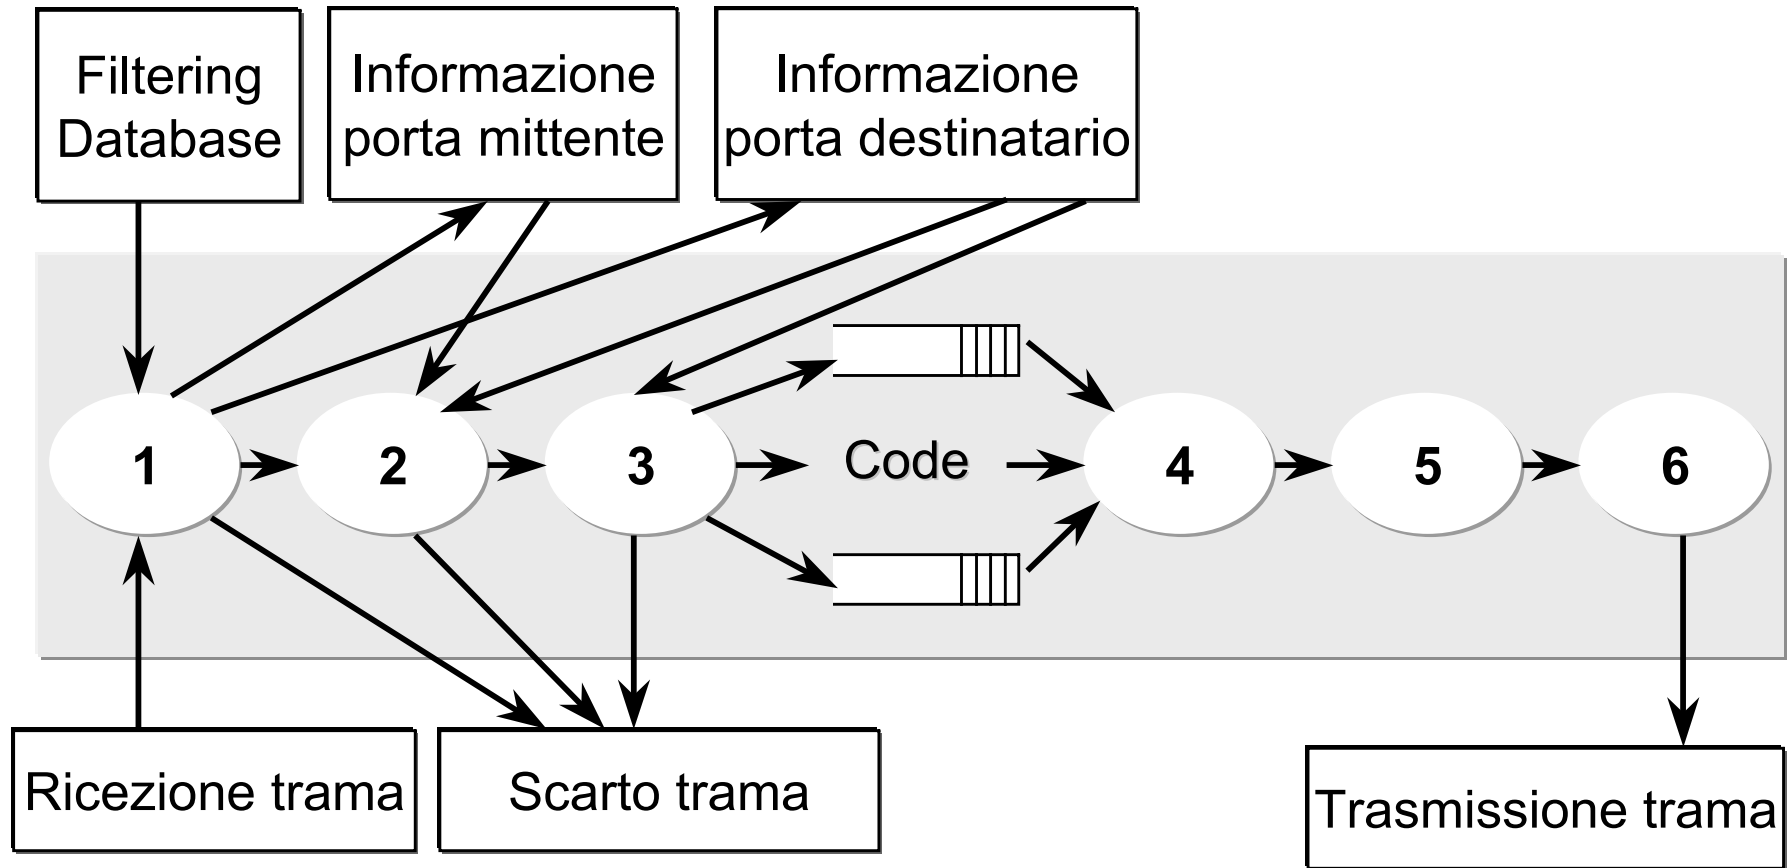 Filtering
Database
Informazione
porta mittente
Informazione
porta destinatario
1
2
3
Code
4
5
6
Ricezione trama
Scarto trama
Trasmissione trama